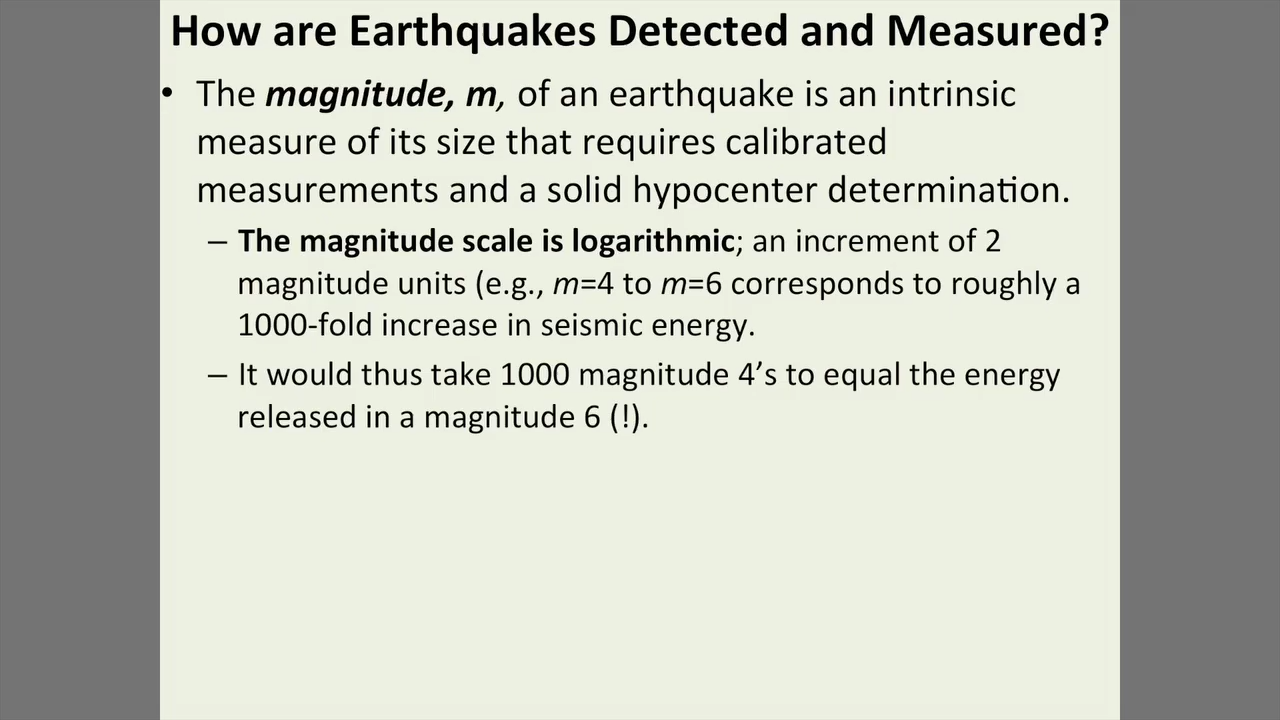 How are Earthquakes Detected and Measured?
• The magnitude, m, of an earthquake is an intrinsic
measure of its size that requires calibrated
measurements and a solid hypocenter determination.
– The magnitude scale is logarithmic; an increment of 2
magnitude units (e.g., m=4 to m=6 corresponds to roughly a
1000-fold increase in seismic energy.
– It would thus take 1000 magnitude 4’s to equal the energy
released in a magnitude 6 (!).